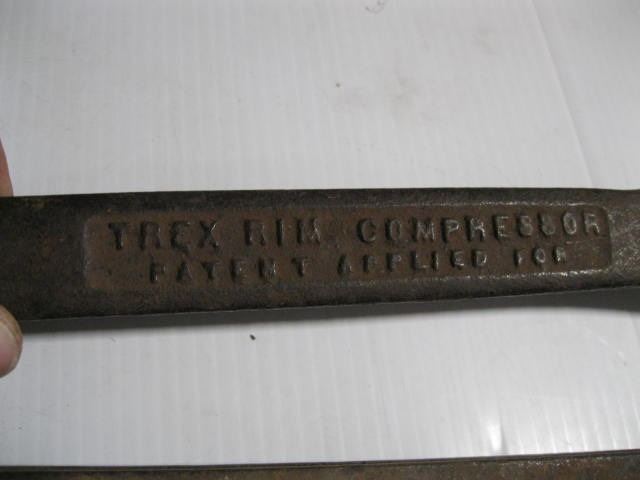 TREX RIM COMPRESSOR
PATENT APPLIED FOR